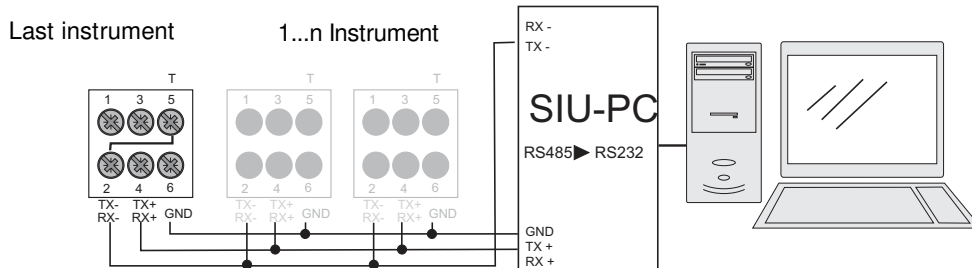 Last instrument
1...n Instrument
RX -
TX -
SIU-PC
RS485▶ RS232
GND
TX +
RX +
T
1 3 5
2 4 6
TX- TX+ GND
RX- RX+
T
1 3 5
2 4 6
TX- TX+ GND
RX- RX+
T
1 3 5
2 4 6
TX- TX+ GND
RX- RX+